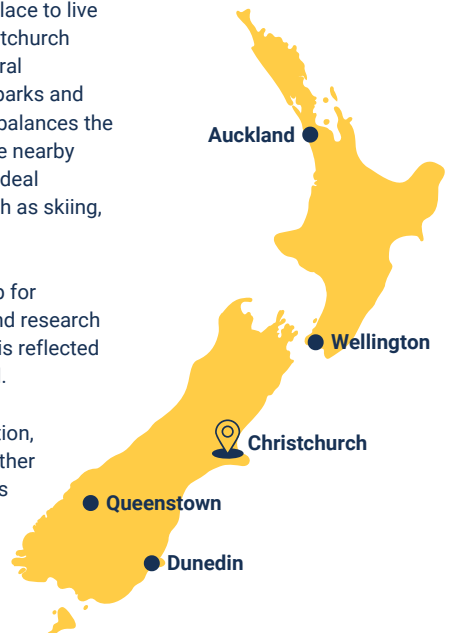 lace to live
tchurch
ral
parks and
balances the
e nearby
deal
h as skiing,
for
nd research
is reflected
.
tion,
ther
s
Auckland
Wellington
Christchurch
Queenstown
Dunedin